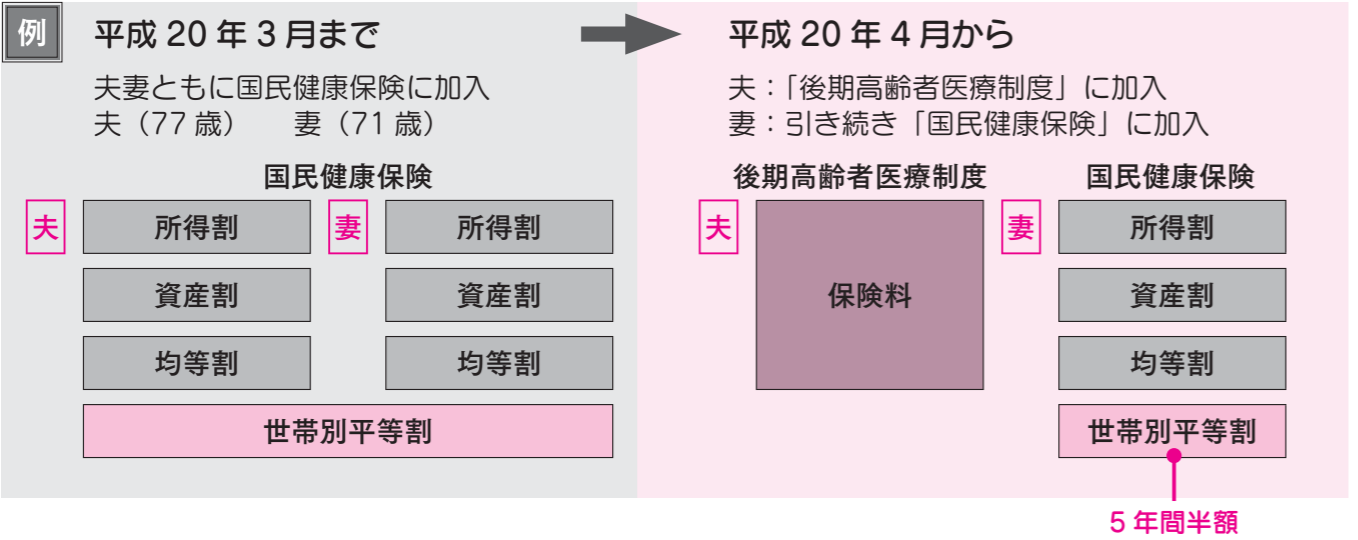 例
平成 20 年 3 月まで
夫妻ともに国民健康保険に加入
夫（77 歳）　妻（71 歳）
国民健康保険
夫
所得割
資産割
均等割
妻
所得割
資産割
均等割
世帯別平等割
平成 20 年 4 月から
夫：「後期高齢者医療制度」に加入
妻：引き続き「国民健康保険」に加入
後期高齢者医療制度
夫
保険料
国民健康保険
妻
所得割
資産割
均等割
世帯別平等割
5 年間半額